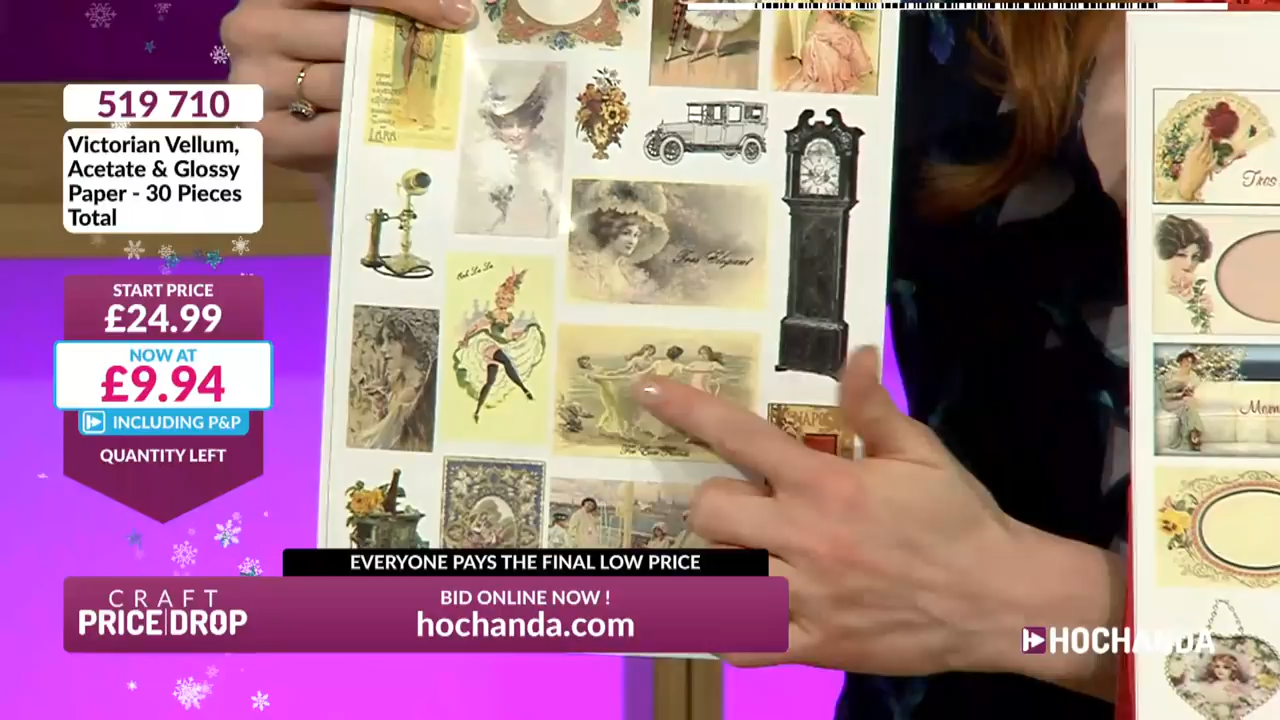 519 710
Victorian Vellum,
Acetate & Glossy
Paper - 30 Pieces
Total
START PRICE
£24.99
NOW AT
£9.94
INCLUDING P&P
QUANTITY LEFT
EVERYONE PAYS THE FINAL LOW PRICE
CRAFT
PRICE DROP
BID ONLINE NOW !
hochanda.com
HOCHANDA
LARA
Ooh La La
Tres Elegant
Tres